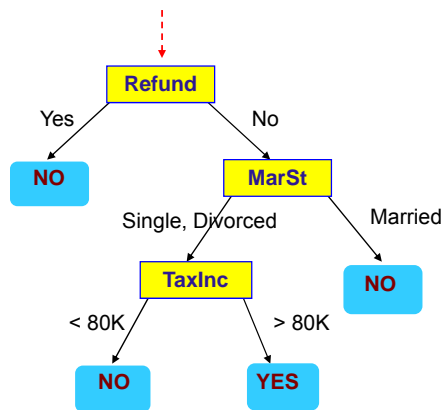 Refund
Yes
No
NO
MarSt
Single, Divorced
Married
TaxInc
NO
< 80K
> 80K
NO
YES